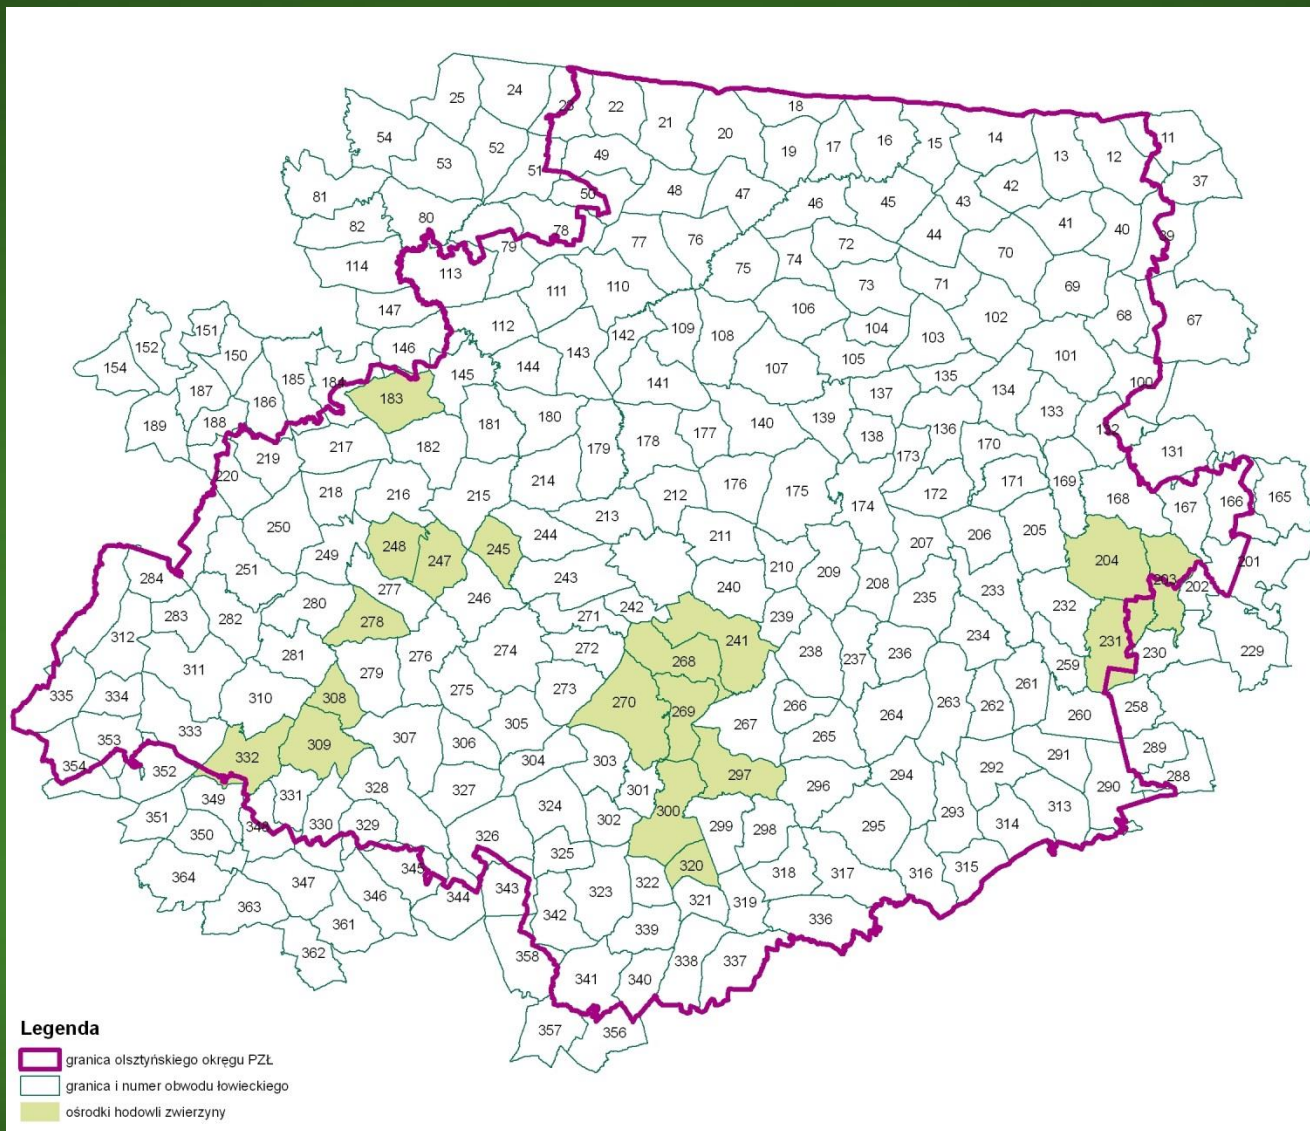 25 24 23 22 21 20 18 19 17 16 15 14 13 12 11
54 53 52 51 49 50 48 47 46 45 43 42 41 40 39 37
81 82 80 79 78 77 76 75 74 72 73 44 71 70 69 68 67
114 113 147 146 112 111 110 109 108 106 104 105 103 102 101 100
154 152 151 150 187 188 189 186 185 184 183 145 144 143 142 141 107 137 135 134 133 132 131
220 219 217 182 181 180 179 178 177 140 139 138 136 173 170 171 169 168 167 166 165
218 216 215 214 213 212 176 175 174 172
250 249 251 248 247 245 244 243 211 210 209 208 207 206 205 204 203 202 201
284 283 282 280 278 277 246 271 242 240 239 235 233 232 231 230 229
312 311 281 279 276 274 272 268 241 238 237 236 234 259
335 334 333 310 308 309 275 273 270 269 267 266 265 264 263 262 261 260 258
354 353 352 332 307 306 305 304 303 297 296 294 292 291 290 289 288
351 350 349 348 331 330 329 328 327 326 324 325 302 301 300 299 298 295 293 314 313
364 363 347 346 345 344 343 323 322 320 321 319 318 317 316 315
362 361 358 342 341 340 339 338 337 336
357 356
Legenda
granica olsztyńskiego okręgu PZŁ
granica i numer obwodu łowieckiego
ośrodki hodowli zwierzyny